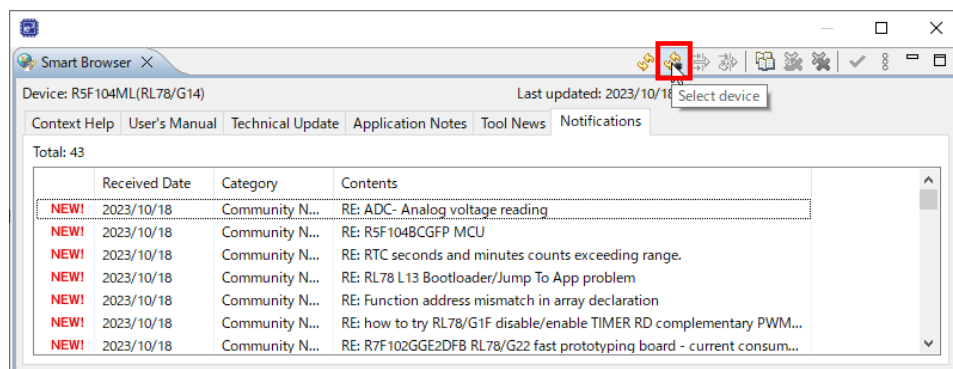 Smart Browser
Device: R5F104ML(RL78/G14) Last updated: 2023/10/18
Select device
Context Help User's Manual Technical Update Application Notes Tool News Notifications
Total: 43
Received Date Category Contents
NEW! 2023/10/18 Community N... RE: ADC- Analog voltage reading
NEW! 2023/10/18 Community N... RE: R5F104BCGFP MCU
NEW! 2023/10/18 Community N... RE: RTC seconds and minutes counts exceeding range.
NEW! 2023/10/18 Community N... RE: RL78 L13 Bootloader/Jump To App problem
NEW! 2023/10/18 Community N... RE: Function address mismatch in array declaration
NEW! 2023/10/18 Community N... RE: how to try RL78/G1F disable/enable TIMER RD complementary PWM...
NEW! 2023/10/18 Community N... RE: R7F102GGE2DFB RL78/G22 fast prototyping board - current consum...